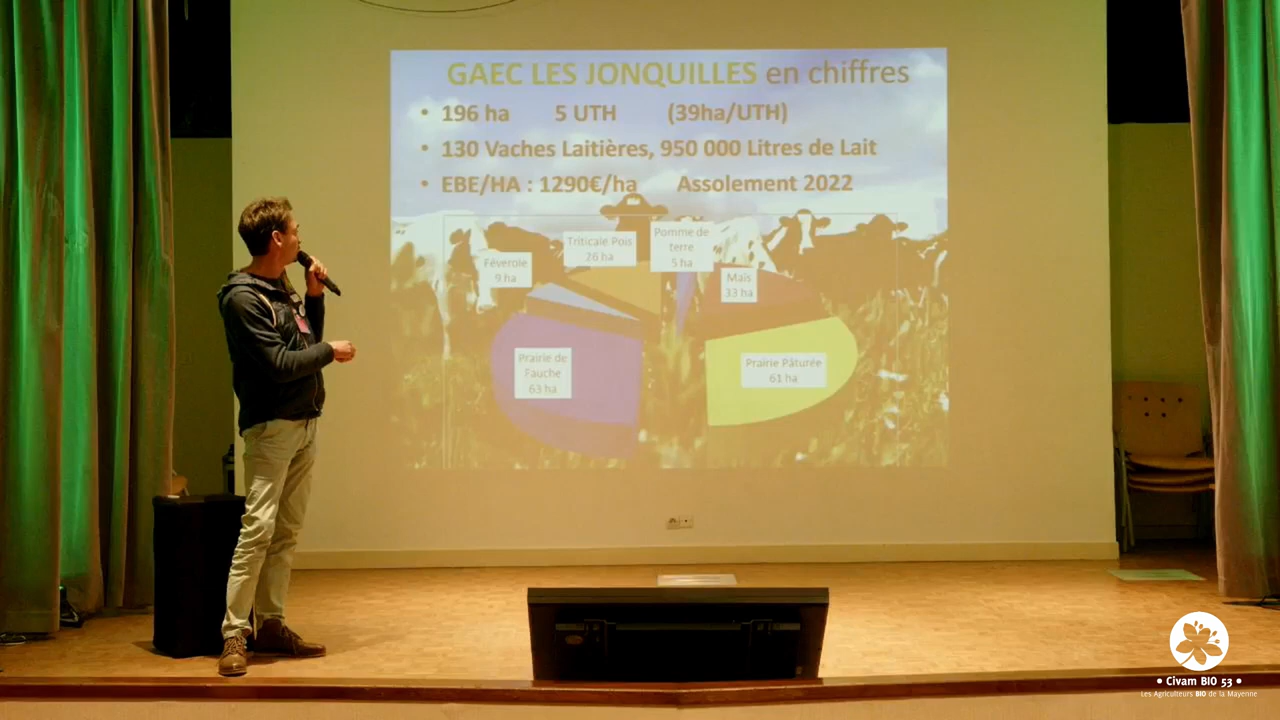 GAEC LES JONQUILLES en chiffres
• 196 ha 5 UTH (39ha/UTH)
• 130 Vaches Laitières, 950 000 Litres de Lait
• EBE/HA : 1290€/ha Assolement 2022
Féverole
9 ha
Triticale Pois
26 ha
Pomme de
terre
5 ha
Maïs
33 ha
Prairie de
Fauche
63 ha
Prairie Pâturée
61 ha
• Civam BIO 53 •
Les Agriculteurs BIO de la Mayenne